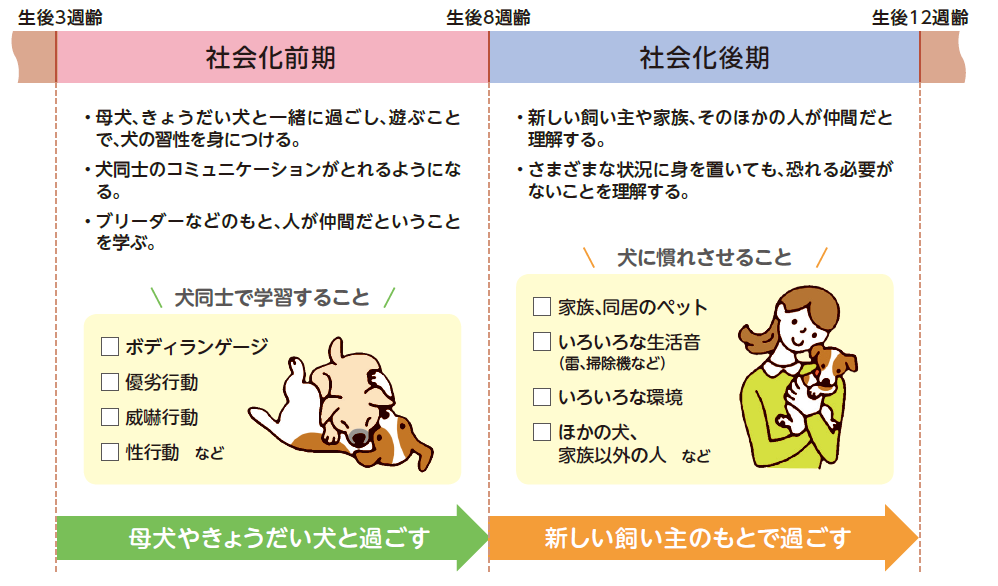 生後3週齢
生後8週齢
生後12週齢
社会化前期
社会化後期
・母犬、きょうだい犬と一緒に過ごし、遊ぶこと
で、犬の習性を身につける。
・犬同士のコミュニケーションがとれるようにな
る。
・ブリーダーなどのもと、人が仲間だということ
を学ぶ。
犬同士で学習すること
ボディランゲージ
優劣行動
威嚇行動
性行動 など
・新しい飼い主や家族、そのほかの人が仲間だと
理解する。
・さまざまな状況に身を置いても、恐れる必要が
ないことを理解する。
犬に慣れさせること
家族、同居のペット
いろいろな生活音
(雷、掃除機など)
いろいろな環境
ほかの犬、
家族以外の人 など
母犬やきょうだい犬と過ごす
新しい飼い主のもとで過ごす